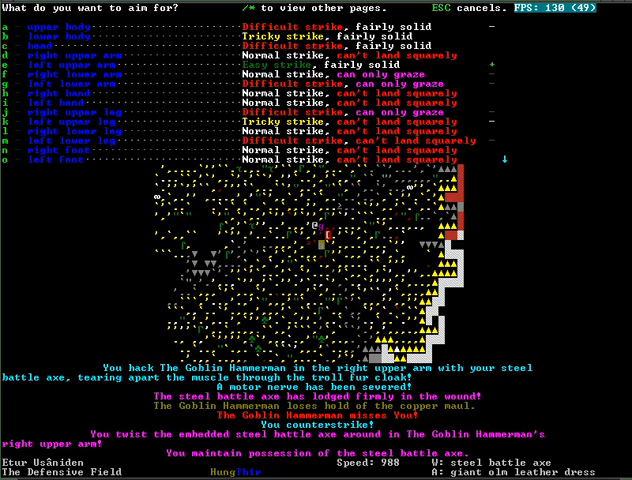 What do you want to aim for? /* to view other pages. ESC cancels. FPS: 130 (49)
a - upper body Difficult strike, fairly solid —
b - lower body Tricky strike, fairly solid
c - head Difficult strike, fairly solid
d - right upper arm Normal strike, can't land squarely
e - left upper arm Easy strike, fairly solid +
f - right lower arm Normal strike, can only graze —
g - left lower arm Difficult strike, can only graze —
h - right hand Normal strike, can't land squarely
i - left hand Normal strike, can't land squarely
j - right upper leg Difficult strike, can only graze —
k - left upper leg Tricky strike, can't land squarely —
l - right lower leg Normal strike, can't land squarely
m - left lower leg Difficult strike, can't land squarely —
n - right foot Normal strike, can't land squarely
o - left foot Normal strike, can't land squarely
You hack The Goblin Hammerman in the right upper arm with your steel
battle axe, tearing apart the muscle through the troll fur cloak!
A motor nerve has been severed!
The steel battle axe has lodged firmly in the wound!
The Goblin Hammerman loses hold of the copper maul.
The Goblin Hammerman misses You!
You counterstrike!
You twist the embedded steel battle axe around in The Goblin Hammerman's
right upper arm!
You maintain possession of the steel battle axe.
Etur Usâniden Speed: 988 W: steel battle axe
The Defensive Field HungThir A: giant olm leather dress